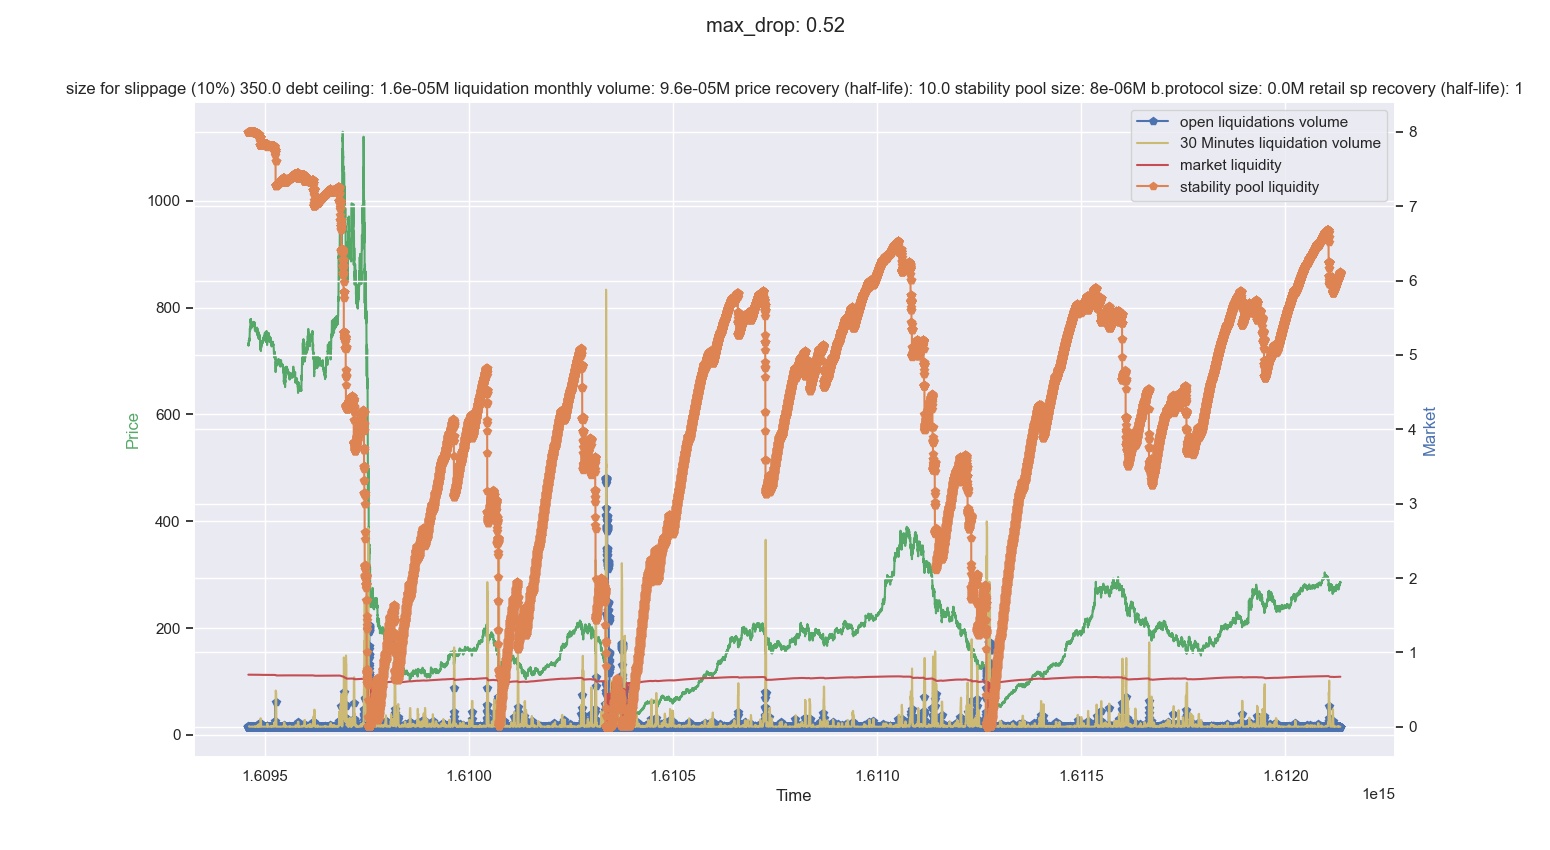 max_drop: 0.52
size for slippage (10%) 350.0 debt ceiling: 1.6e-05M liquidation monthly volume: 9.6e-05M price recovery (half-life): 10.0 stability pool size: 8e-06M b.protocol size: 0.0M retail sp recovery (half-life): 1
open liquidations volume
30 Minutes liquidation volume
market liquidity
stability pool liquidity
Price
1000
800
600
400
200
0
8
7
6
5
4
3
2
1
0
Market
1.6095
1.6100
1.6105
1.6110
1.6115
1.6120
1e15
Time